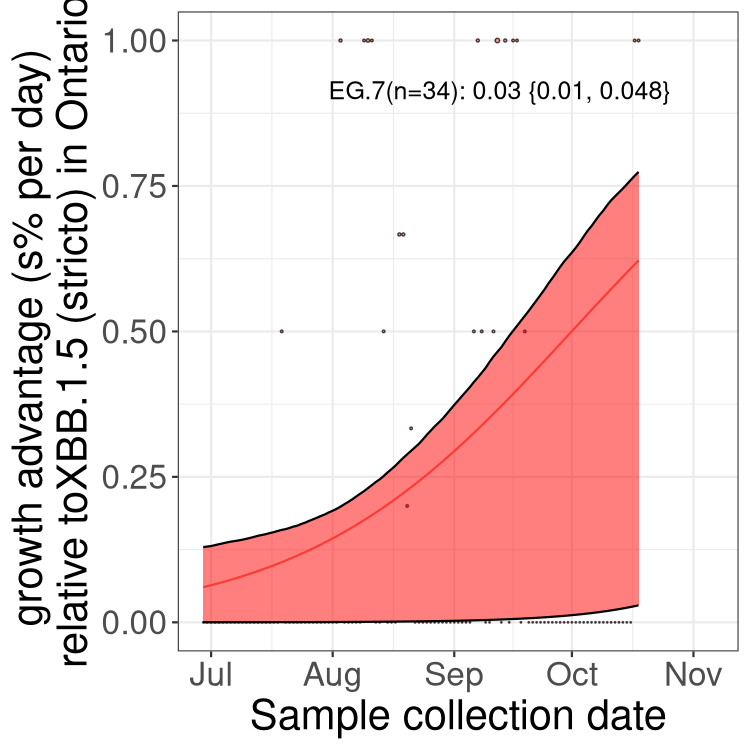 growth advantage (s% per day)
relative toXBB.1.5 (stricto) in Ontario
1.00
0.75
0.50
0.25
0.00
EG.7(n=34): 0.03 {0.01, 0.048}
Jul Aug Sep Oct Nov
Sample collection date